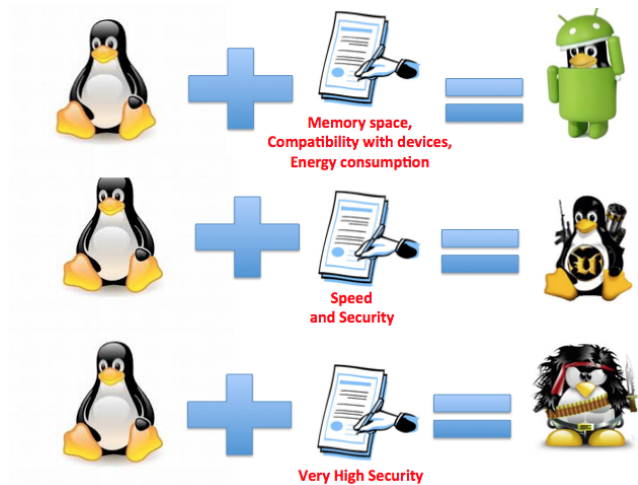 Memory space,
Compatibility with devices,
Energy consumption
Speed
and Security
Very High Security